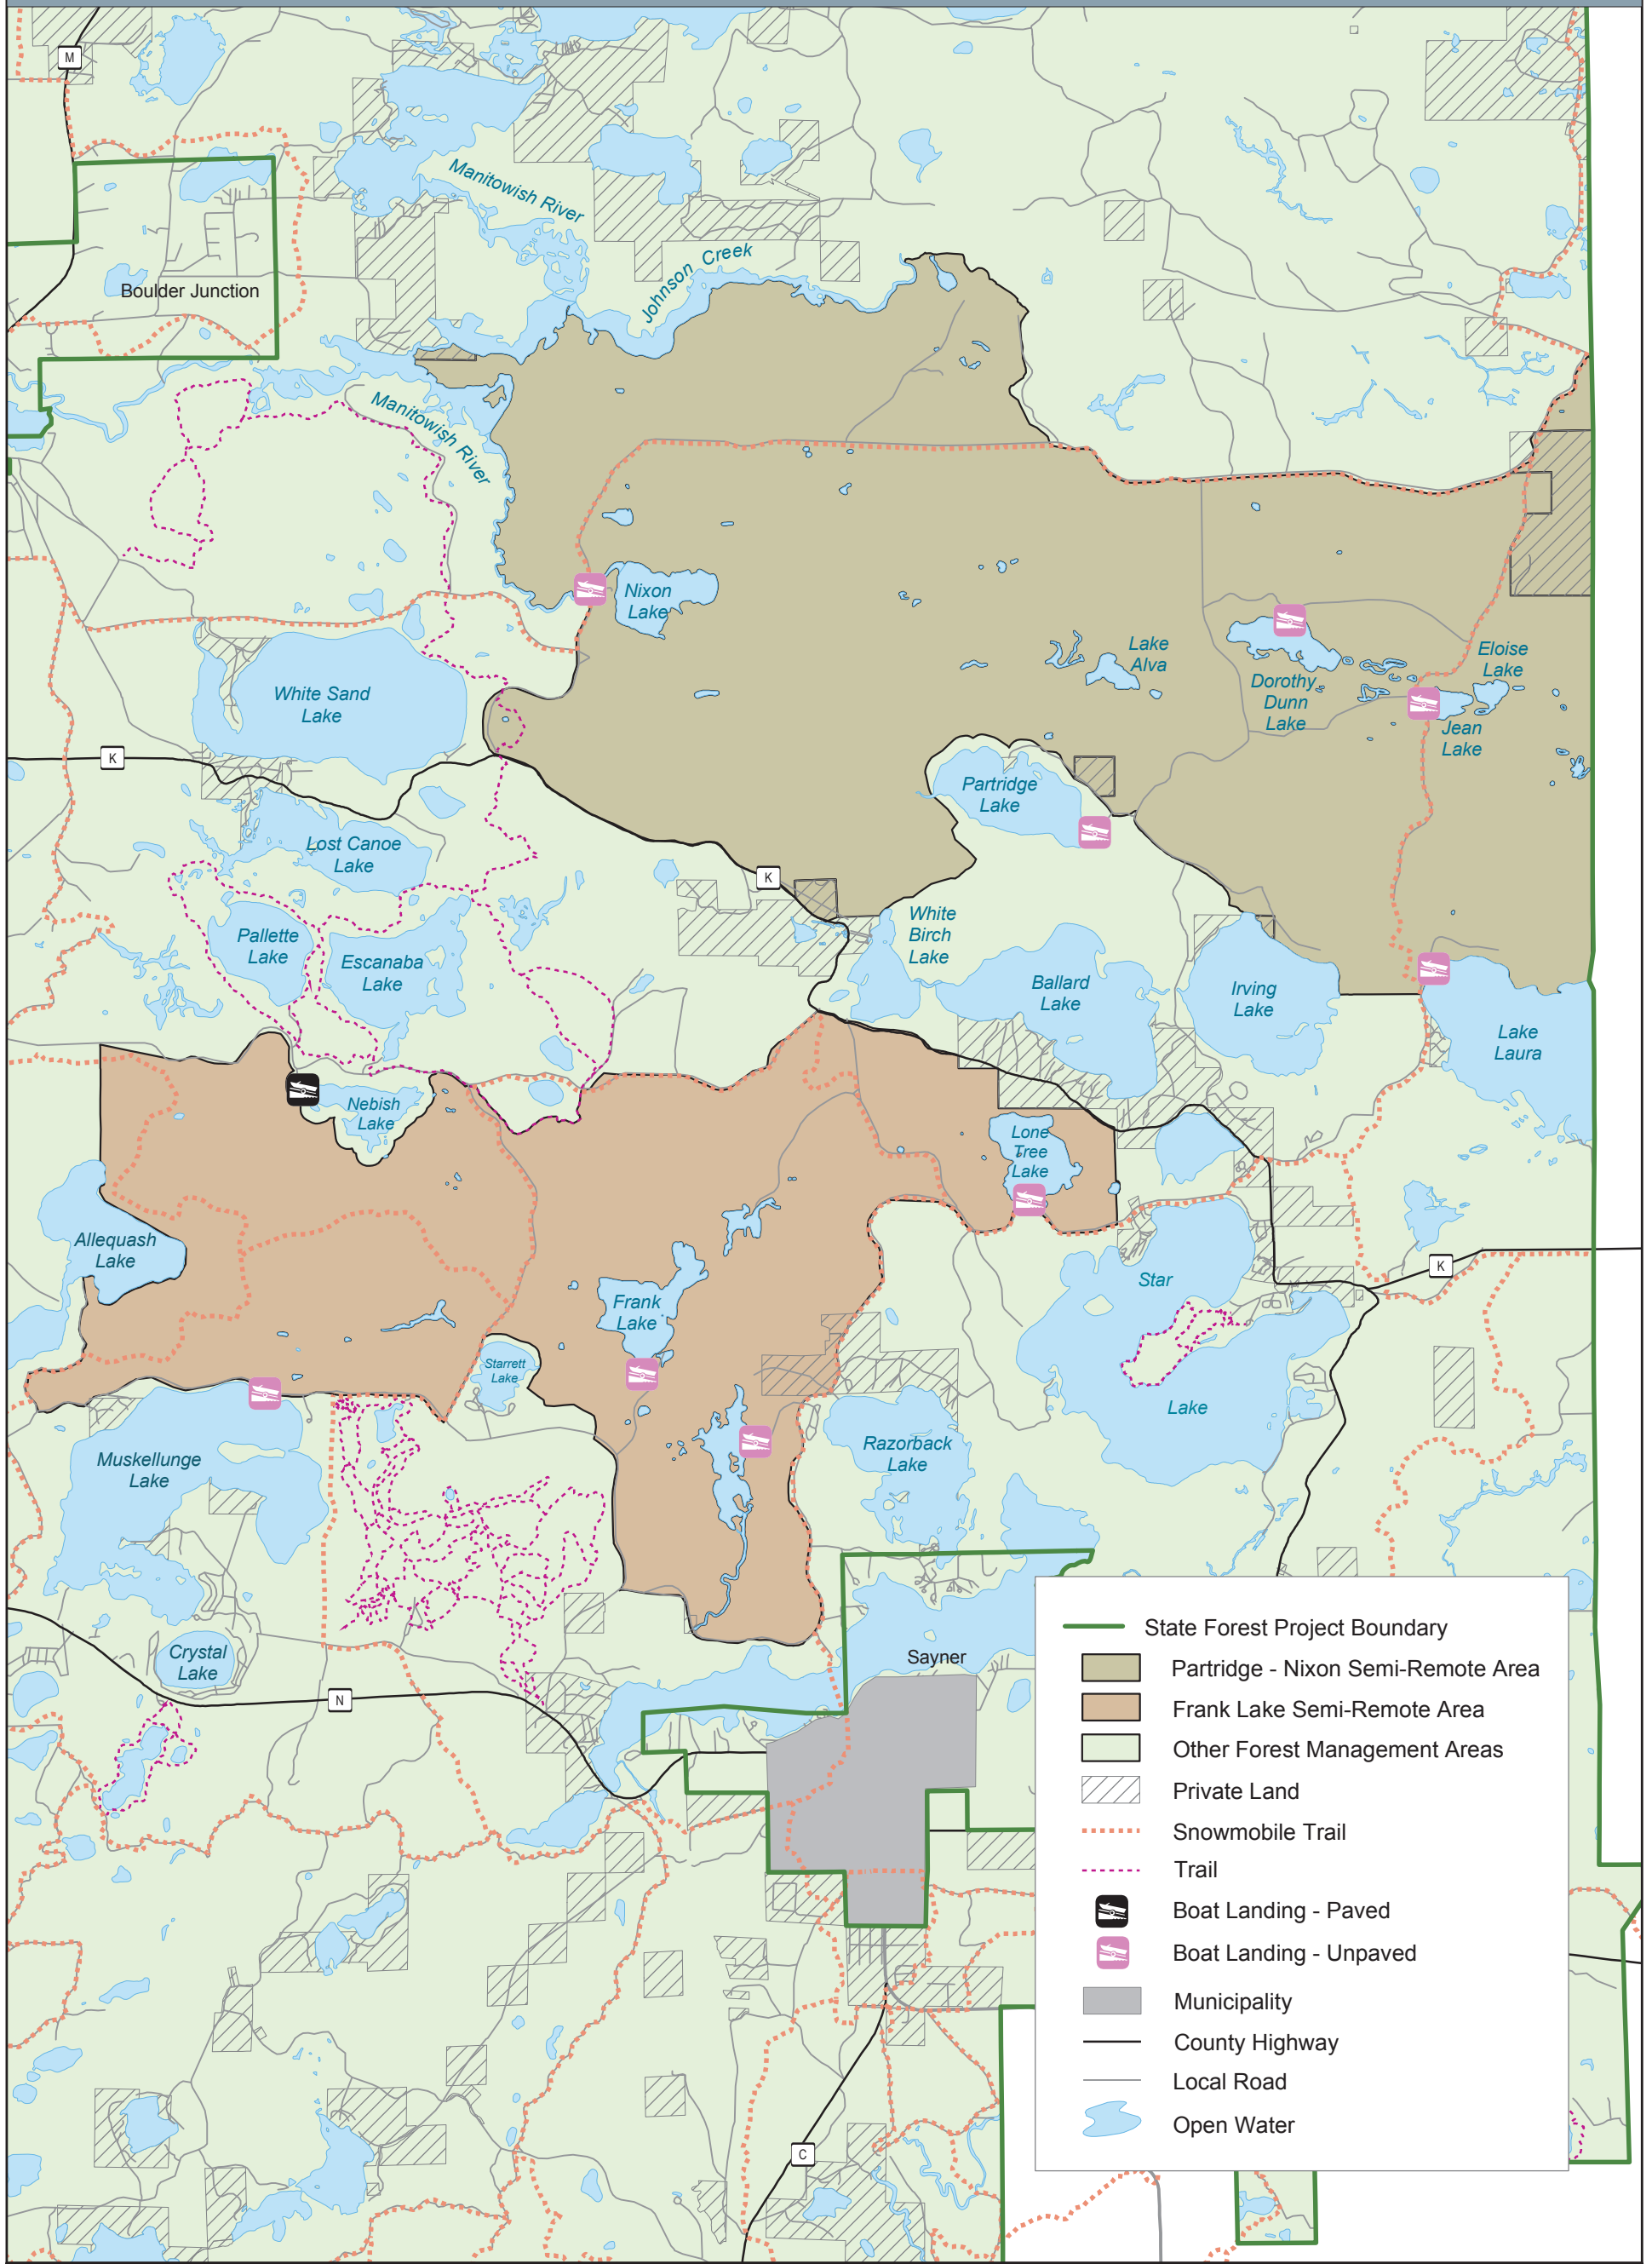 M
Manitowish River
Johnson Creek
Boulder Junction
Manitowish River
Nixon
Lake
Lake
Alva
Eloise
Lake
Dorothy
Dunn
Lake
White Sand
Lake
Jean
Lake
K
Partridge
Lake
Lost Canoe
Lake
K
White
Birch
Lake
Pallette
Lake
Escanaba
Lake
Ballard
Lake
Irving
Lake
Lake
Laura
Nebish
Lake
Lone
Tree
Lake
Allequash
Lake
K
Star
Frank
Lake
Starrett
Lake
Lake
Muskellunge
Lake
Razorback
Lake
Crystal
Lake
Sayner
N
State Forest Project Boundary
Partridge - Nixon Semi-Remote Area
Frank Lake Semi-Remote Area
Other Forest Management Areas
Private Land
Snowmobile Trail
Trail
Boat Landing - Paved
Boat Landing - Unpaved
Municipality
County Highway
Local Road
Open Water
C